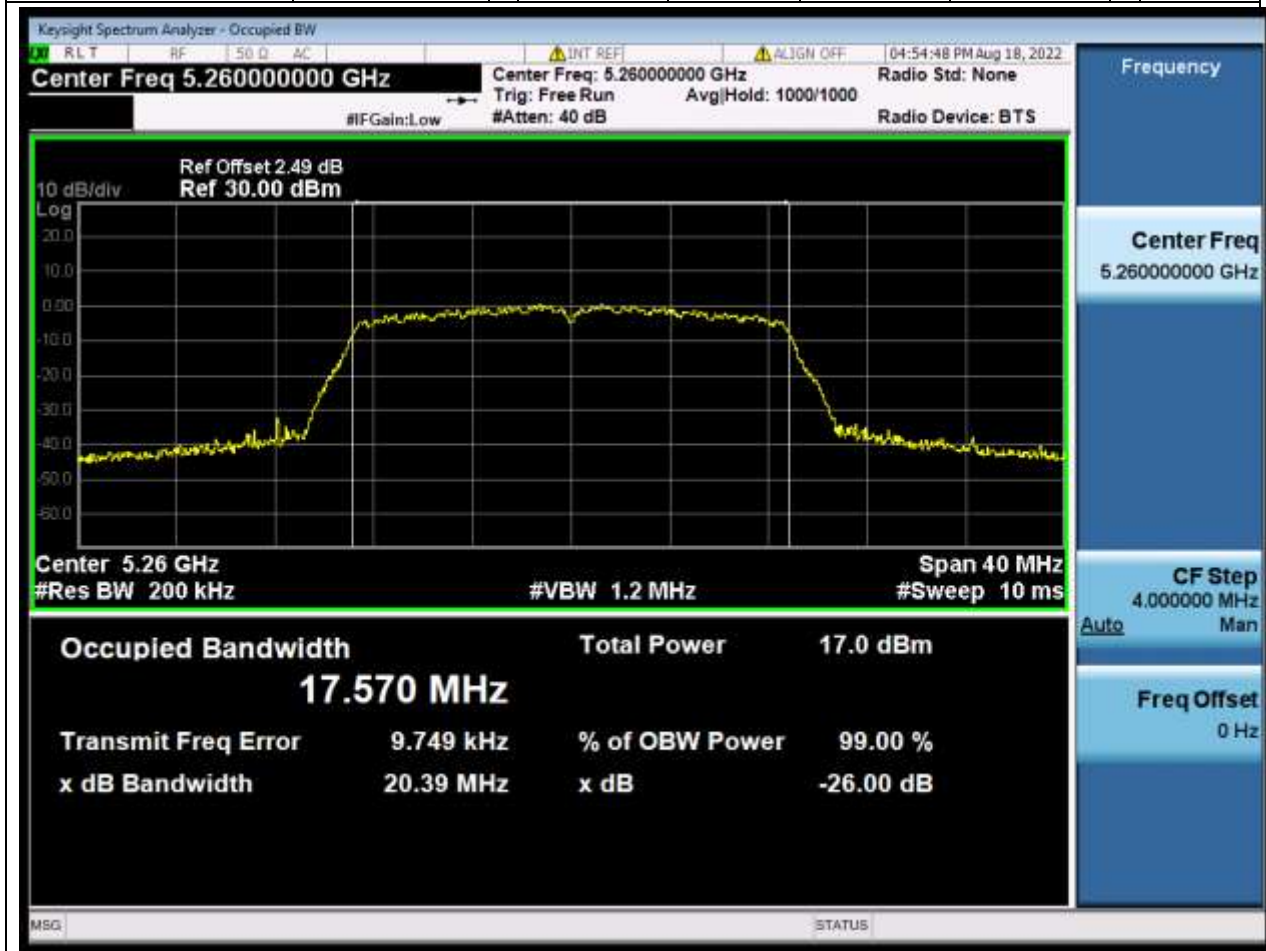 Keysight Spectrum Analyzer - Occupied BW
RLT RF 50 Ω AC INT REF ALIGN OFF 04:54:48 PM Aug 18, 2022
Center Freq 5.260000000 GHz
Center Freq: 5.260000000 GHz
Radio Std: None
Trig: Free Run Avg|Hold: 1000/1000
#IFGain:Low #Atten: 40 dB Radio Device: BTS
Ref Offset 2.49 dB
10 dB/div Ref 30.00 dBm
Log
20.0
10.0
0.00
-10.0
-20.0
-30.0
-40.0
-50.0
-60.0
Center 5.26 GHz Span 40 MHz
#Res BW 200 kHz #VBW 1.2 MHz #Sweep 10 ms
Occupied Bandwidth Total Power 17.0 dBm
17.570 MHz
Transmit Freq Error 9.749 kHz % of OBW Power 99.00 %
x dB Bandwidth 20.39 MHz x dB -26.00 dB
MSG STATUS
Frequency
Center Freq
5.260000000 GHz
CF Step
4.000000 MHz
Auto Man
Freq Offset
0 Hz